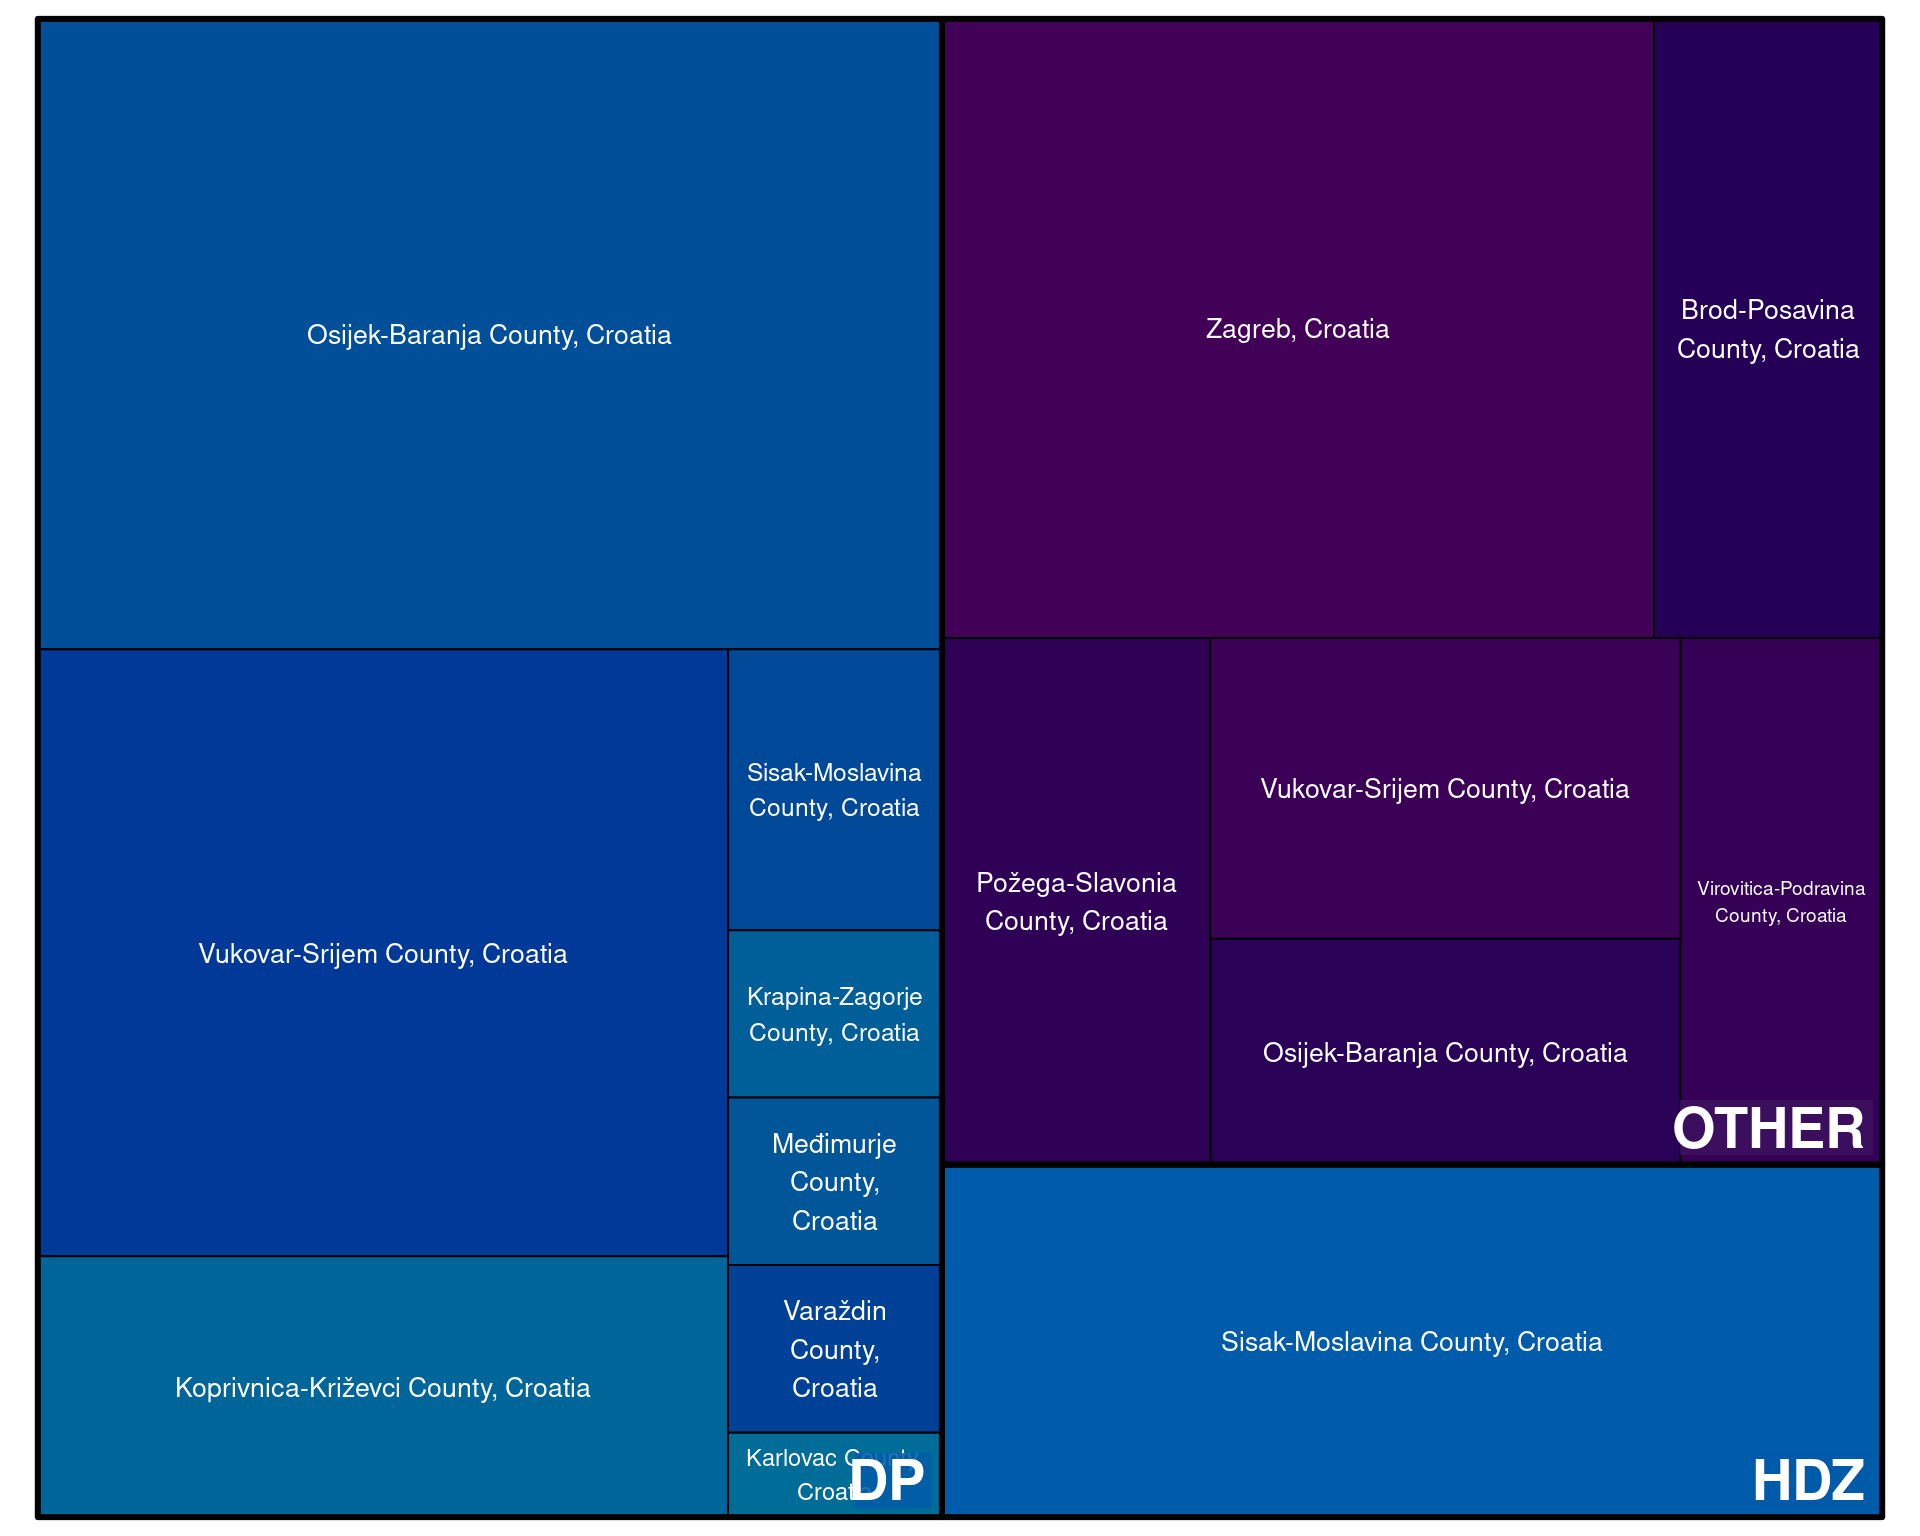 Osijek-Baranja County, Croatia
Vukovar-Srijem County, Croatia
Koprivnica-Križevci County, Croatia
Sisak-Moslavina
County, Croatia
Krapina-Zagorje
County, Croatia
Međimurje
County,
Croatia
Varaždin
County,
Croatia
Karlovac County,
Croatia
DP
Zagreb, Croatia
Brod-Posavina
County, Croatia
Požega-Slavonia
County, Croatia
Vukovar-Srijem County, Croatia
Osijek-Baranja County, Croatia
Virovitica-Podravina
County, Croatia
OTHER
Sisak-Moslavina County, Croatia
HDZ